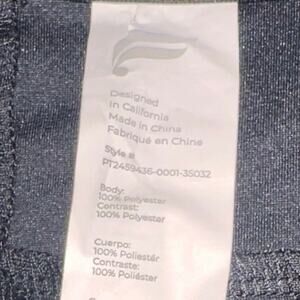 Designed
in California
Made in China
Fabriqué en Chine
Style #:
PT2459436-0001-35032
Body:
100% Polyester
Contrast:
100% Polyester
Cuerpo:
100% Poliestér
Contraste:
100% Poliéster